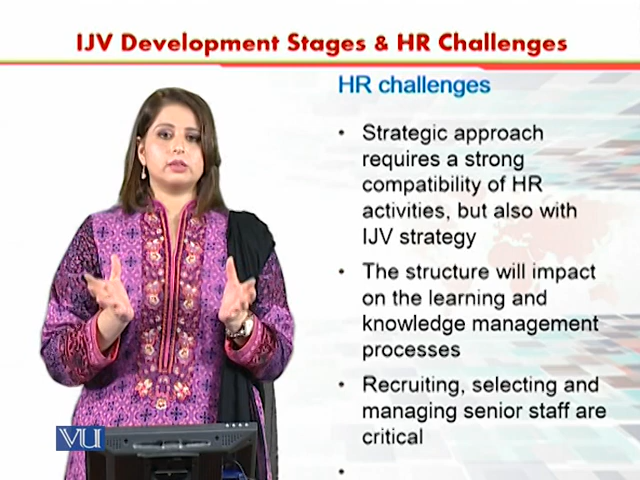 IJV Development Stages & HR Challenges
HR challenges
• Strategic approach
requires a strong
compatibility of HR
activities, but also with
IJV strategy
• The structure will impact
on the learning and
knowledge management
processes
• Recruiting, selecting and
managing senior staff are
critical
•
VU